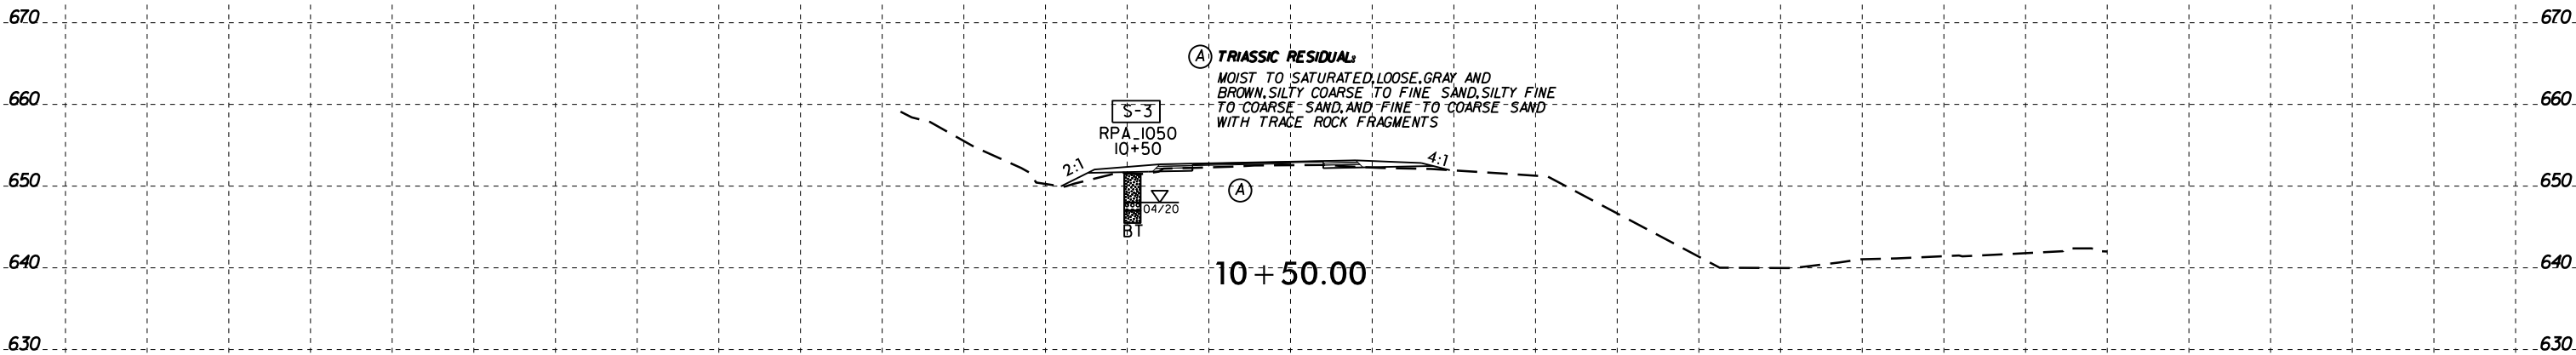 670 670
Ⓐ TRIASSIC RESIDUAL:
MOIST TO SATURATED, LOOSE, GRAY AND
BROWN, SILTY COARSE TO FINE SAND, SILTY FINE
TO COARSE SAND, AND FINE TO COARSE SAND
WITH TRACE ROCK FRAGMENTS
660 660
S-3
RPA_1050
10+50
2:1 4:1
650 650
A
04/20
BT
640 640
10+50.00
630 630